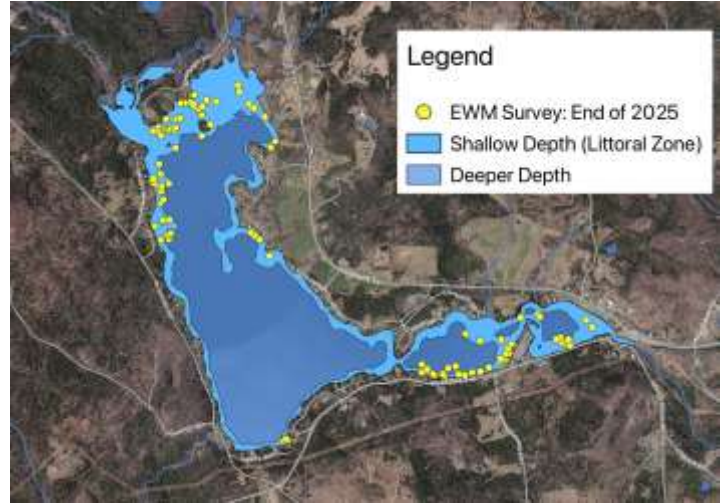 Legend
EWM Survey: End of 2025
Shallow Depth (Littoral Zone)
Deeper Depth